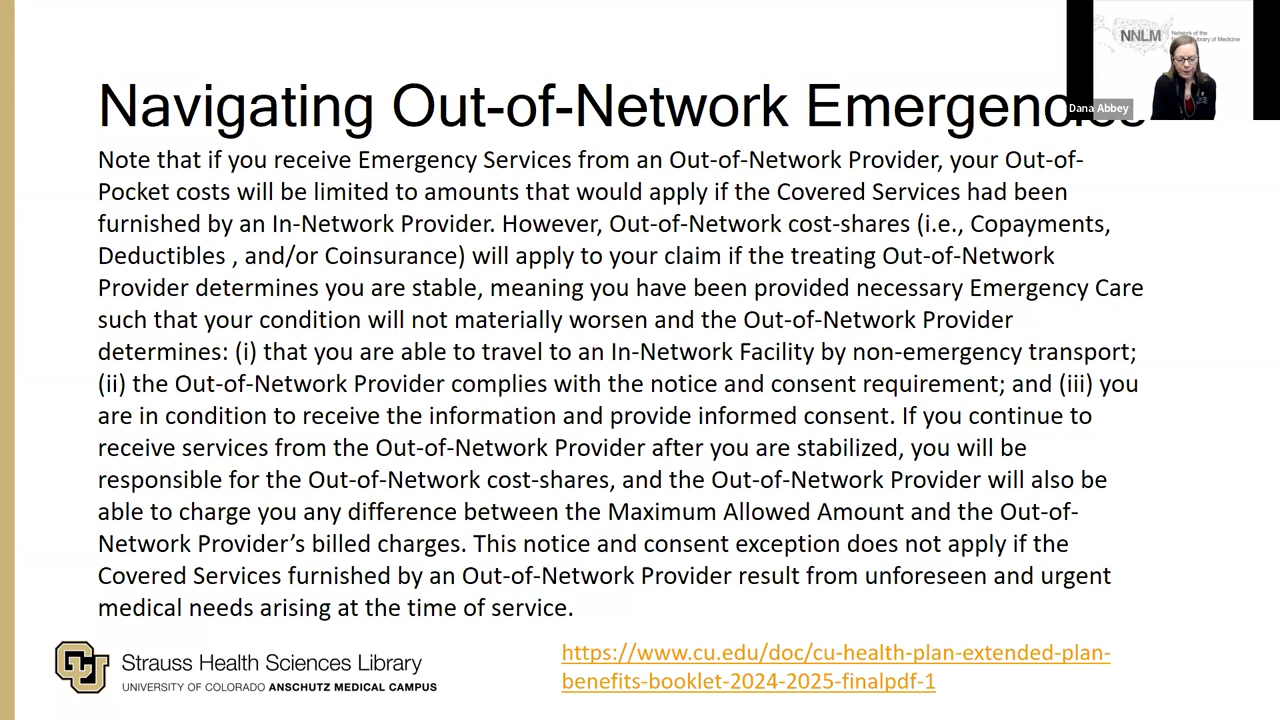 NNLM
Network of the
Library of Medicine
Dana Abbey
Navigating Out-of-Network Emergencies
Note that if you receive Emergency Services from an Out-of-Network Provider, your Out-of-
Pocket costs will be limited to amounts that would apply if the Covered Services had been
furnished by an In-Network Provider. However, Out-of-Network cost-shares (i.e., Copayments,
Deductibles , and/or Coinsurance) will apply to your claim if the treating Out-of-Network
Provider determines you are stable, meaning you have been provided necessary Emergency Care
such that your condition will not materially worsen and the Out-of-Network Provider
determines: (i) that you are able to travel to an In-Network Facility by non-emergency transport;
(ii) the Out-of-Network Provider complies with the notice and consent requirement; and (iii) you
are in condition to receive the information and provide informed consent. If you continue to
receive services from the Out-of-Network Provider after you are stabilized, you will be
responsible for the Out-of-Network cost-shares, and the Out-of-Network Provider will also be
able to charge you any difference between the Maximum Allowed Amount and the Out-of-
Network Provider’s billed charges. This notice and consent exception does not apply if the
Covered Services furnished by an Out-of-Network Provider result from unforeseen and urgent
medical needs arising at the time of service.
CU
Strauss Health Sciences Library
UNIVERSITY OF COLORADO ANSCHUTZ MEDICAL CAMPUS
https://www.cu.edu/doc/cu-health-plan-extended-plan-
benefits-booklet-2024-2025-finalpdf-1